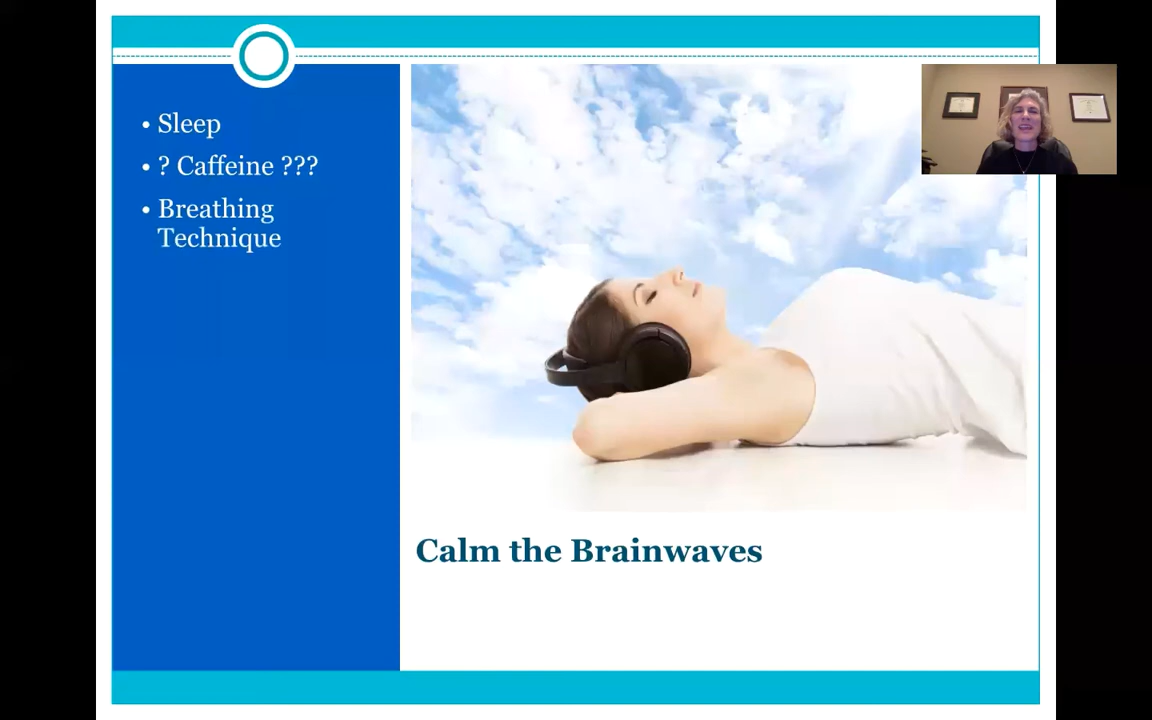 • Sleep
• ? Caffeine ???
• Breathing
Technique
Calm the Brainwaves